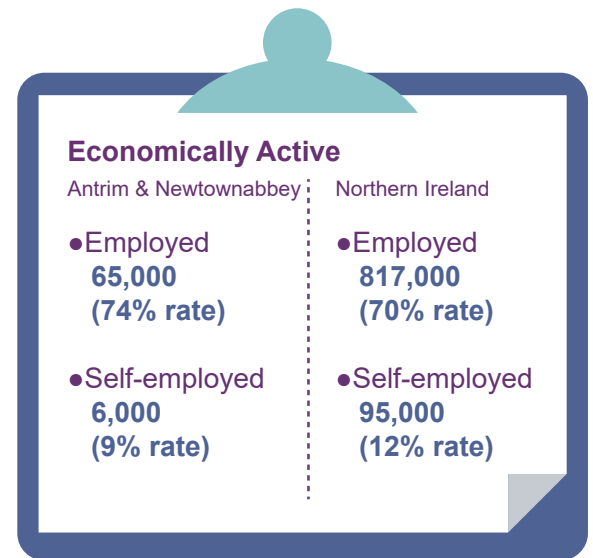 Economically Active
Antrim & Newtownabbey
●Employed
65,000
(74% rate)
●Self-employed
6,000
(9% rate)
Northern Ireland
●Employed
817,000
(70% rate)
●Self-employed
95,000
(12% rate)